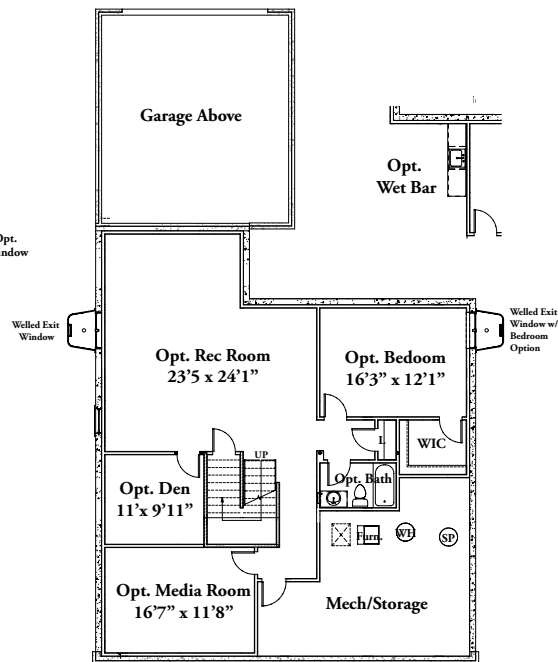 Garage Above
Opt.
Wet Bar
Opt.
indow
Welled Exit
Window
Welled Exit
Window w/
Bedroom
Option
Opt. Rec Room
23’5 x 24’1”
Opt. Bedoom
16’3” x 12’1”
UP
L
WIC
Opt. Den
11’x 9’11”
Opt. Bath
Furn.
WH
SP
Opt. Media Room
16’7” x 11’8”
Mech/Storage